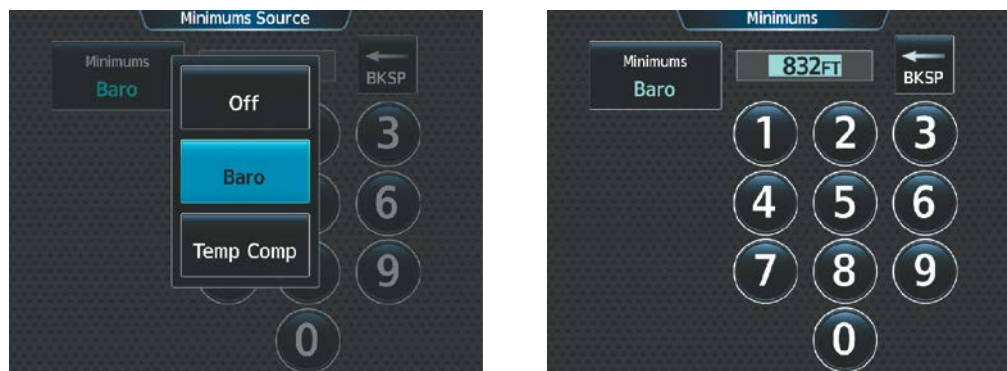 Minimums Source
Minimums
Baro
BKSP
Off
Baro
Temp Comp
3
6
9
0
Minimums
Minimums
Baro
832FT
BKSP
1 2 3
4 5 6
7 8 9
0